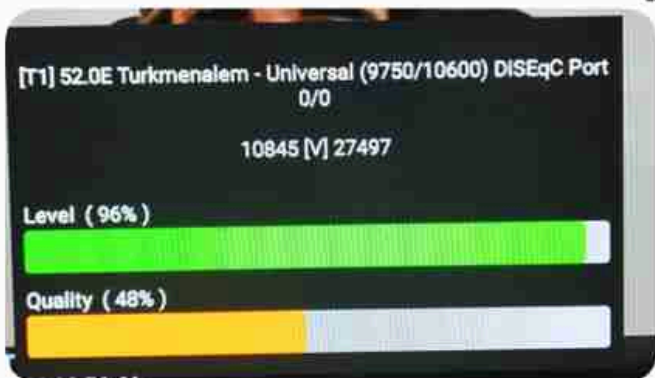 [T1] 52.0E Turkmenalem - Universal (9750/10600) DISEqC Port
0/0
10845 [V] 27497
Level ( 96% )
Quality ( 48% )